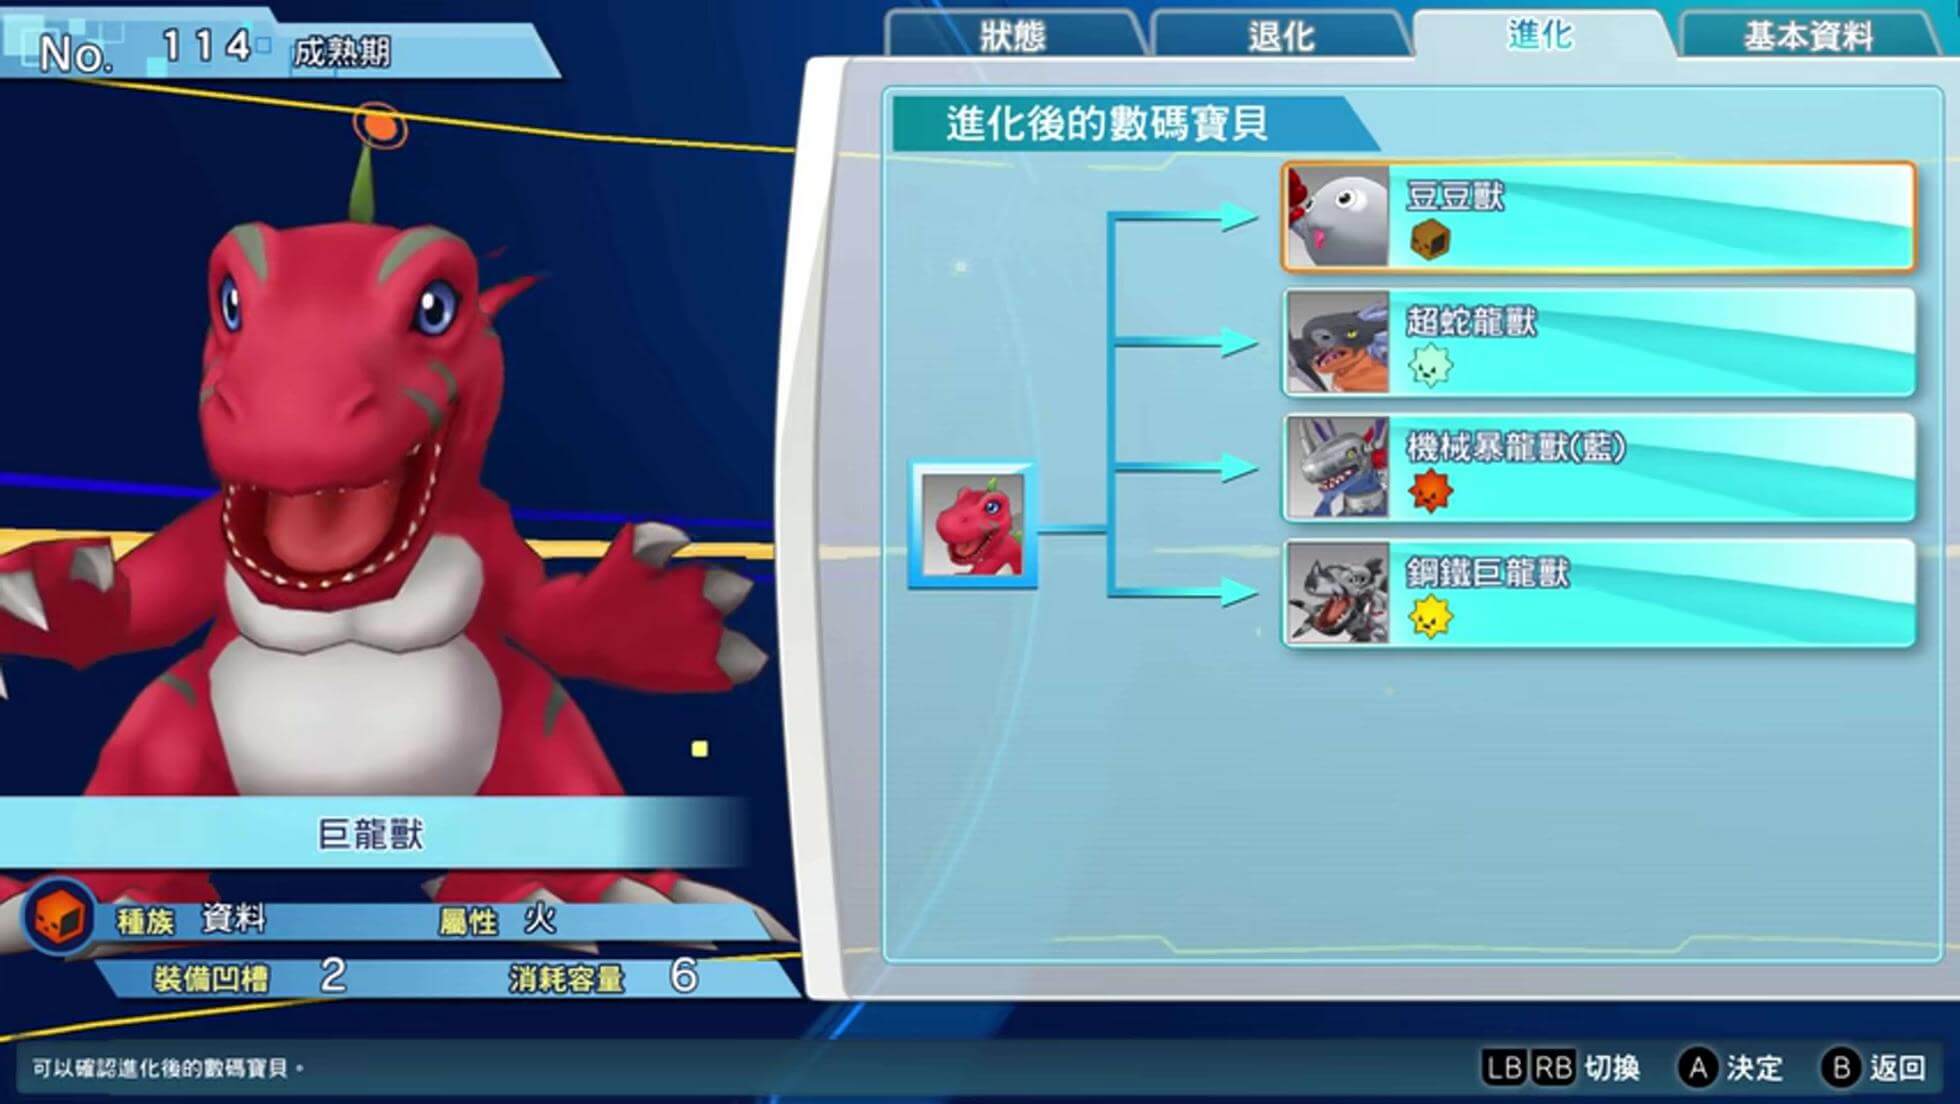 No. 114 成熟期
狀態 退化 進化 基本資料
進化後的數碼寶貝
豆豆獸
超蛇龍獸
機械暴龍獸(藍)
鋼鐵巨龍獸
巨龍獸
種族 資料 屬性 火
裝備凹槽 2 消耗容量 6
可以確認進化後的數碼寶貝。
LB RB 切換 A 決定 B 返回